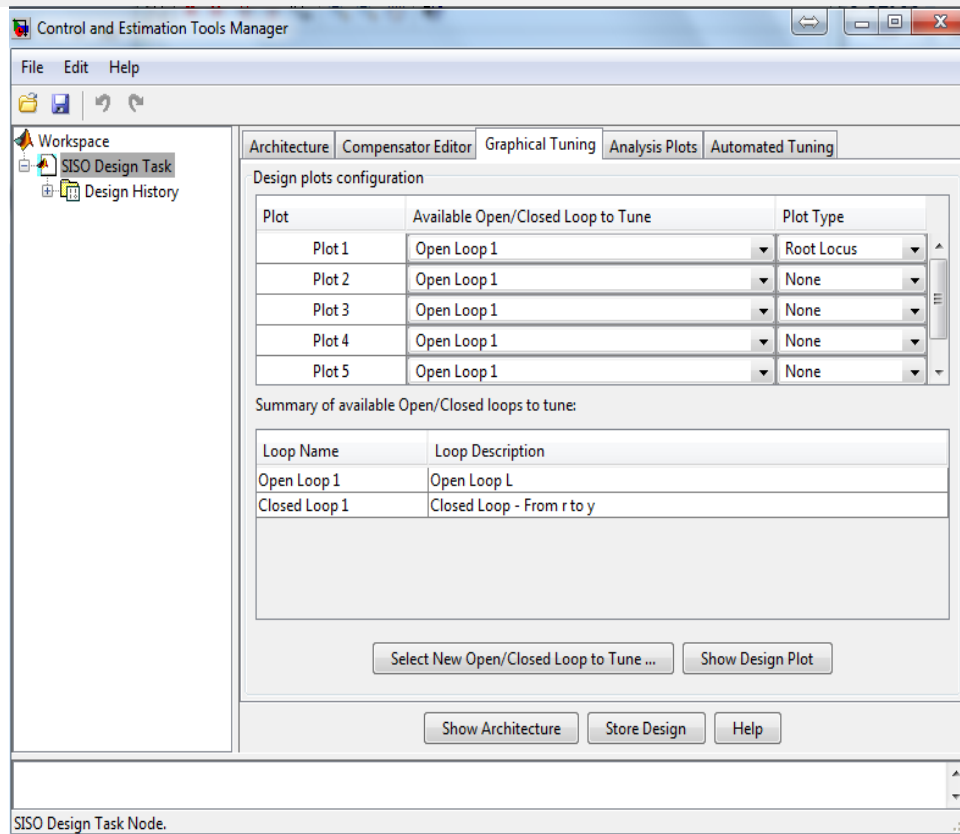 Control and Estimation Tools Manager
File Edit Help
Workspace
SISO Design Task
Design History
Architecture Compensator Editor Graphical Tuning Analysis Plots Automated Tuning
Design plots configuration
Plot Available Open/Closed Loop to Tune Plot Type
Plot 1 Open Loop 1 Root Locus
Plot 2 Open Loop 1 None
Plot 3 Open Loop 1 None
Plot 4 Open Loop 1 None
Plot 5 Open Loop 1 None
Summary of available Open/Closed loops to tune:
Loop Name Loop Description
Open Loop 1 Open Loop L
Closed Loop 1 Closed Loop - From r to y
Select New Open/Closed Loop to Tune ... Show Design Plot
Show Architecture Store Design Help
SISO Design Task Node.